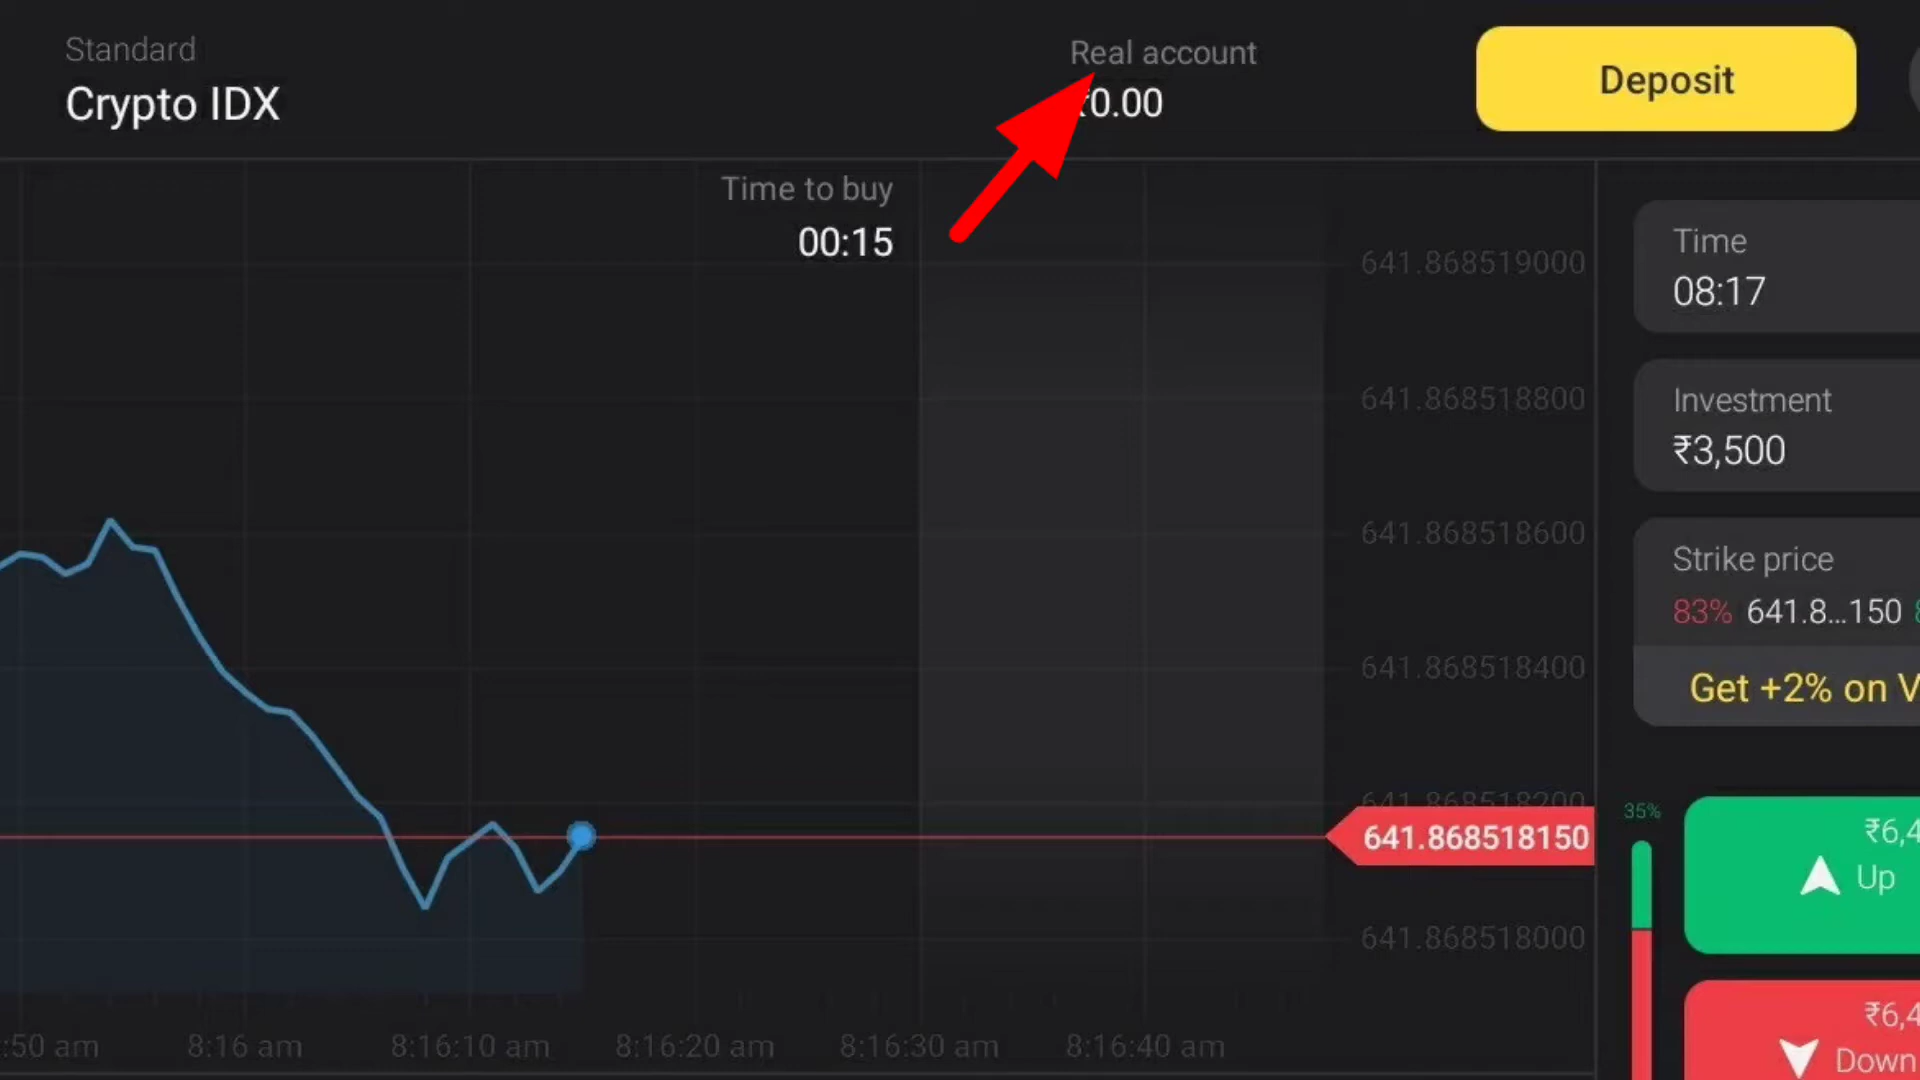 Standard
Crypto IDX
Real account
₹0.00
Deposit
Time to buy
00:15
Time
08:17
Investment
₹3,500
Strike price
83% 641.8...150
Get +2% on
641.868519000
641.868518800
641.868518600
641.868518400
641.868518200
641.868518150
641.868518000
35%
₹6,4
Up
₹6,4
Down
:50 am 8:16 am 8:16:10 am 8:16:20 am 8:16:30 am 8:16:40 am